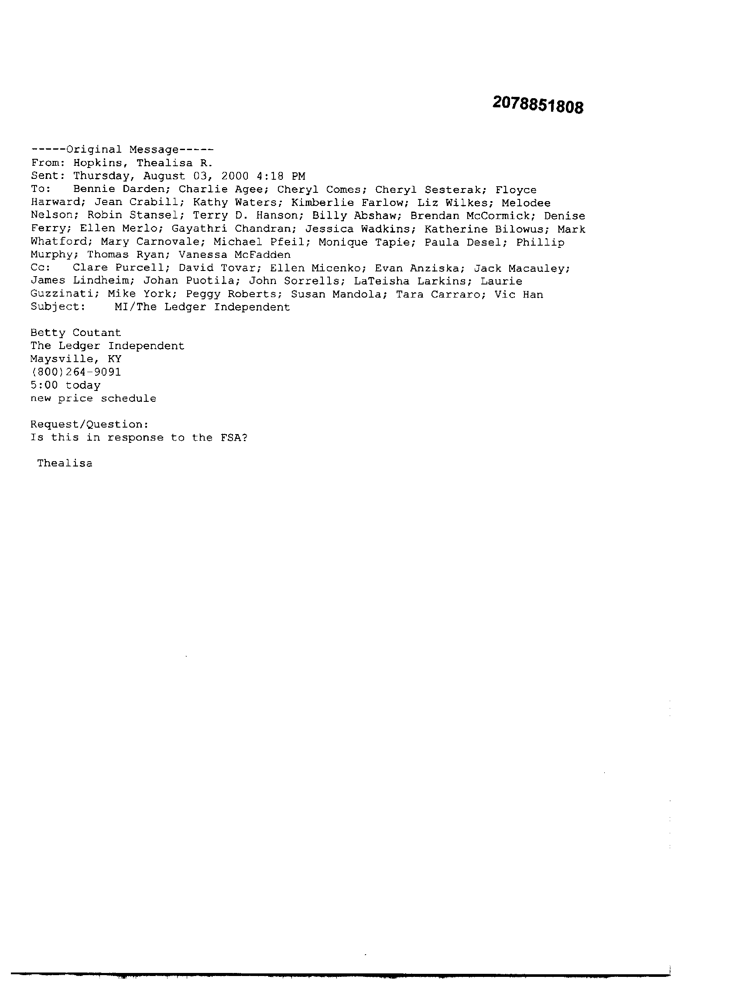 2078851808
-----Original Message-----
From: Hopkins, Thealisa R.
Sent: Thursday, August 03, 2000 4:18 PM
To: Bennie Darden; Charlie Agee; Cheryl Comes; Cheryl Sesterak; Floyce
Harward; Jean Crabill; Kathy Waters; Kimberlie Farlow; Liz Wilkes; Melodee
Nelson; Robin Stansel; Terry D. Hanson; Billy Abshaw; Brendan McCormick; Denise
Ferry; Ellen Merlo; Gayathri Chandran; Jessica Wadkins; Katherine Bilowus; Mark
Whatford; Mary Carnovale; Michael Pfeil; Monique Tapie; Paula Desel; Phillip
Murphy; Thomas Ryan; Vanessa McFadden
Cc: Clare Purcell; David Tovar; Ellen Micenko; Evan Anziska; Jack Macauley;
James Lindheim; Johan Puotila; John Sorrells; LaTeisha Larkins; Laurie
Guzzinati; Mike York; Peggy Roberts; Susan Mandola; Tara Carraro; Vic Han
Subject: MI/The Ledger Independent
Betty Coutant
The Ledger Independent
Maysville, KY
(800)264-9091
5:00 today
new price schedule
Request/Question:
Is this in response to the FSA?
Thealisa